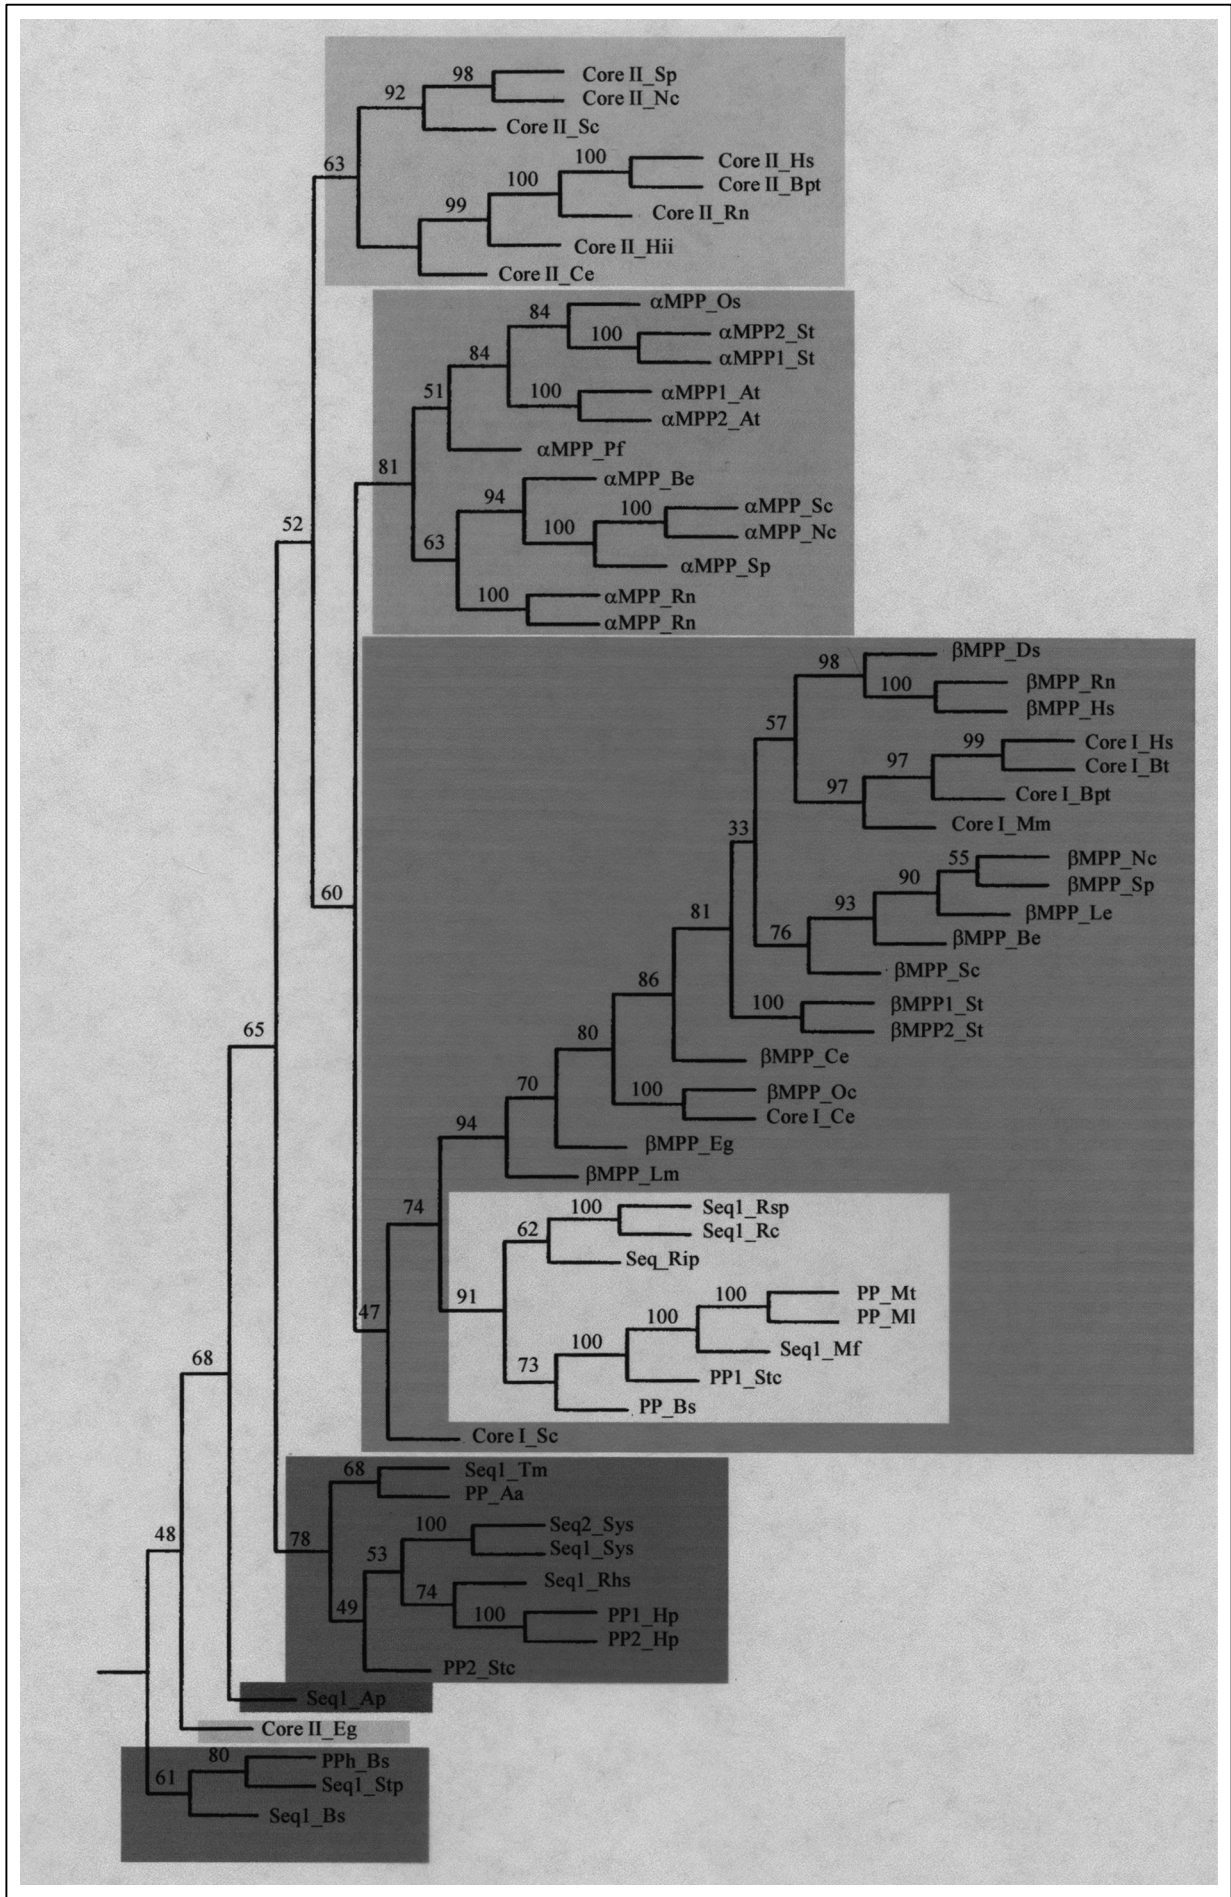 98
Core II_Sp
92
Core II_Nc
Core II_Sc
63
100
Core II_Hs
100
Core II_Bpt
99
Core II_Rn
Core II_Hii
Core II_Ce
αMPP_Os
84
100
αMPP2_St
84
αMPP1_St
51
100
αMPP1_At
αMPP2_At
αMPP_Pf
81
αMPP_Be
94
100
αMPP_Sc
52
100
αMPP_Nc
63
αMPP_Sp
100
αMPP_Rn
αMPP_Rn
βMPP_Ds
98
100
βMPP_Rn
βMPP_Hs
57
99
Core I_Hs
97
Core I_Bt
97
Core I_Bpt
Core I_Mm
33
55
βMPP_Nc
90
βMPP_Sp
60
93
βMPP_Le
81
76
βMPP_Be
βMPP_Sc
86
100
βMPP1_St
βMPP2_St
65
80
βMPP_Ce
70
100
βMPP_Oc
Core I_Ce
94
βMPP_Eg
βMPP_Lm
74
100
Seq1_Rsp
62
Seq1_Rc
Seq_Rip
91
100
PP_Mt
47
100
PP_Ml
100
Seq1_Mf
68
73
PP1_Stc
PP_Bs
Core I_Sc
68
Seq1_Tm
PP_Aa
48
100
Seq2_Sys
78
53
Seq1_Sys
74
Seq1_Rhs
49
100
PP1_Hp
PP2_Hp
PP2_Stc
Seq1_Ap
Core II_Eg
80
PPh_Bs
61
Seq1_Stp
Seq1_Bs